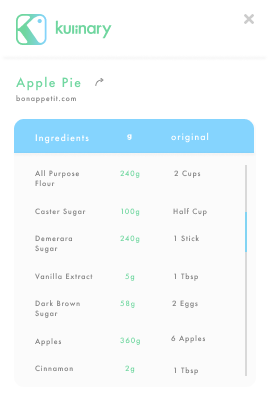 kulinary
Apple Pie
bonappetit.com
Ingredients g original
All Purpose 240g 2 Cups
Flour
Caster Sugar 100g Half Cup
Demerara 240g 1 Stick
Sugar
Vanilla Extract 5g 1 Tbsp
Dark Brown 58g 2 Eggs
Sugar
Apples 360g 6 Apples
Cinnamon 2g 1 Tbsp